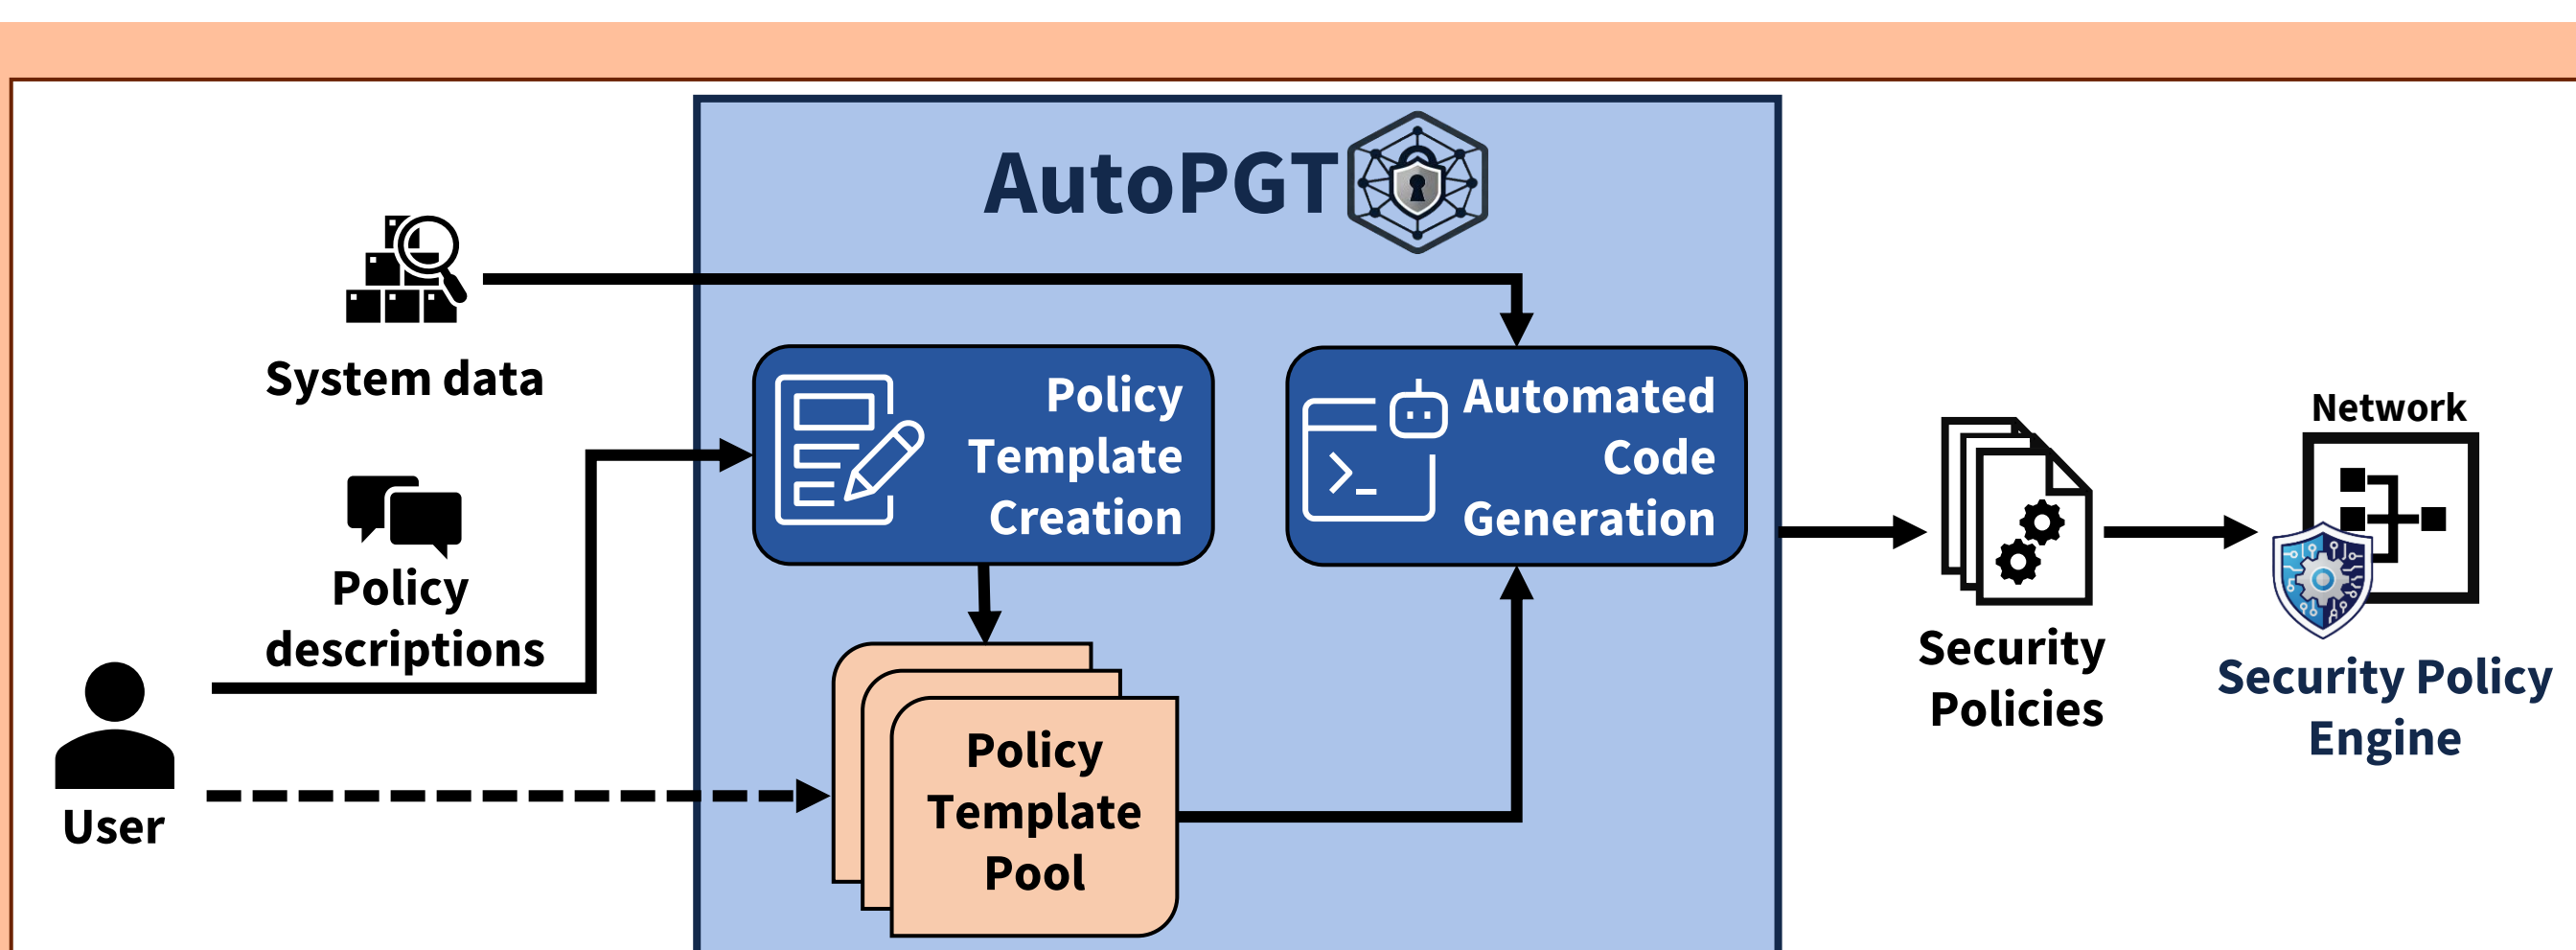 AutoPGT
System data
Policy
descriptions
User
Policy
Template
Creation
Automated
Code
Generation
Policy
Template
Pool
Security
Policies
Network
Security Policy
Engine